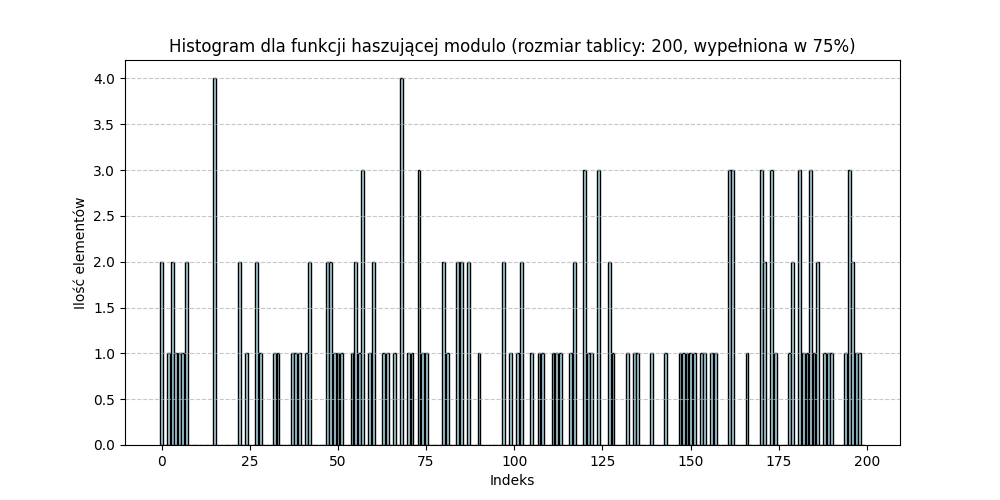 Histogram dla funkcji haszującej modulo (rozmiar tablicy: 200, wypełniona w 75%)
Ilość elementów
4.0
3.5
3.0
2.5
2.0
1.5
1.0
0.5
0.0
0 25 50 75 100 125 150 175 200
Indeks